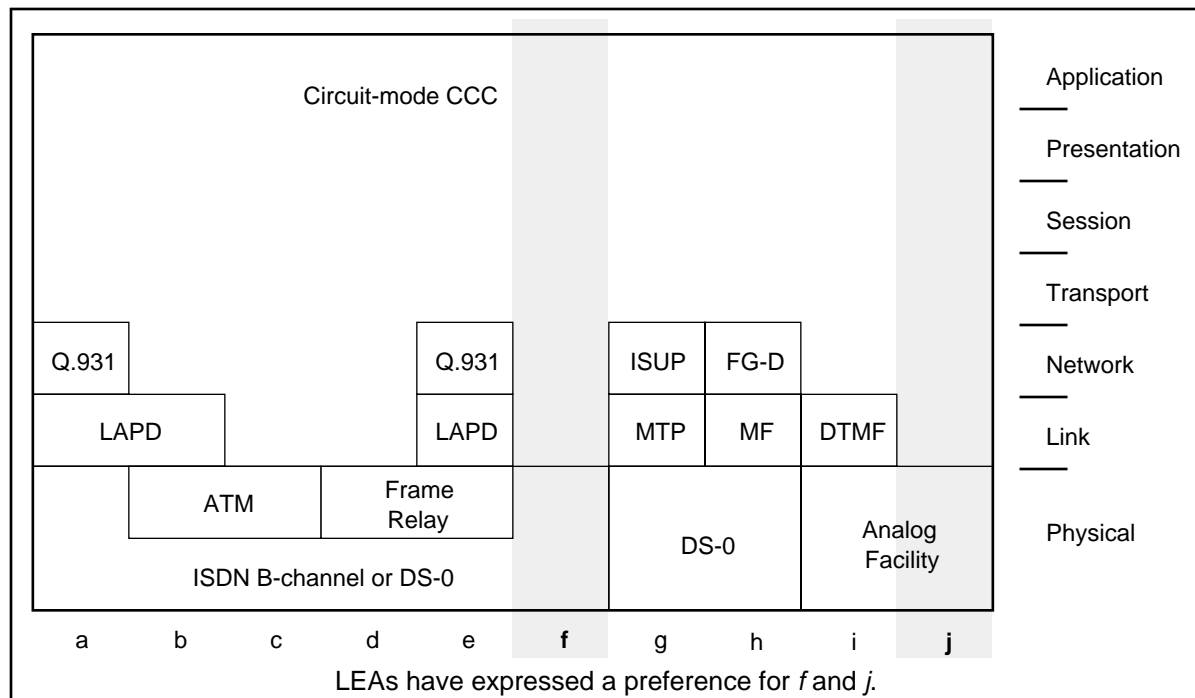 Circuit-mode CCC
Application
Presentation
Session
Transport
Q.931 Q.931 ISUP FG-D Network
LAPD LAPD MTP MF DTMF Link
ATM
Frame
Relay
DS-0
Analog
Facility
Physical
ISDN B-channel or DS-0
a b c d e f g h i j
LEAs have expressed a preference for f and j.